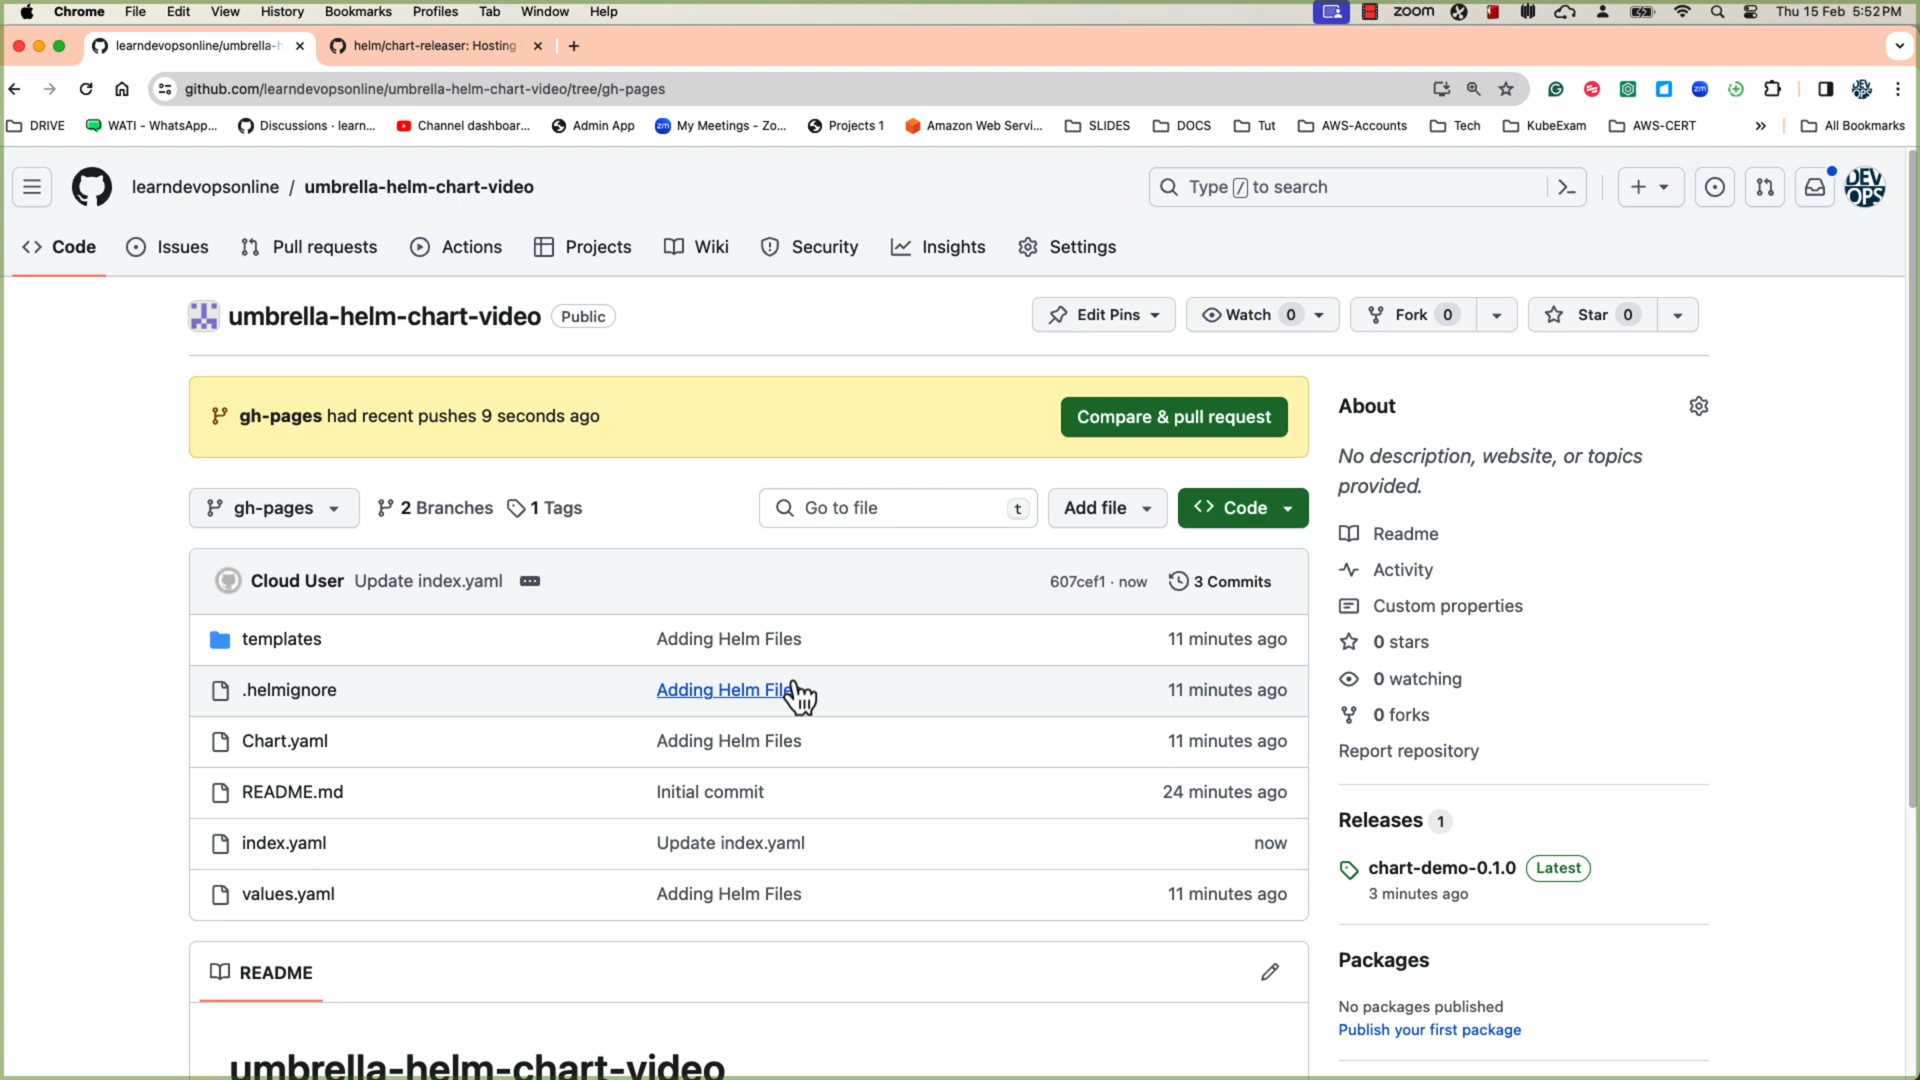 Chrome File Edit View History Bookmarks Profiles Tab Window Help zoom Thu 15 Feb 5:52 PM
learndevopsonline/umbrella-h helm/chart-releaser: Hosting
github.com/learndevopsonline/umbrella-helm-chart-video/tree/gh-pages
DRIVE WATI - WhatsApp... Discussions · learn... Channel dashboar... Admin App My Meetings - Zo... Projects 1 Amazon Web Servi... SLIDES DOCS Tut AWS-Accounts Tech KubeExam AWS-CERT » All Bookmarks
learndevopsonline / umbrella-helm-chart-video Type / to search DEV OPS
Code Issues Pull requests Actions Projects Wiki Security Insights Settings
umbrella-helm-chart-video Public Edit Pins Watch 0 Fork 0 Star 0
gh-pages had recent pushes 9 seconds ago Compare & pull request
gh-pages 2 Branches 1 Tags Go to file t Add file Code
Cloud User Update index.yaml 607cef1 · now 3 Commits
templates Adding Helm Files 11 minutes ago
.helmignore Adding Helm File 11 minutes ago
Chart.yaml Adding Helm Files 11 minutes ago
README.md Initial commit 24 minutes ago
index.yaml Update index.yaml now
values.yaml Adding Helm Files 11 minutes ago
README
umbrella-helm-chart-video
About
No description, website, or topics
provided.
Readme
Activity
Custom properties
0 stars
0 watching
0 forks
Report repository
Releases 1
chart-demo-0.1.0 Latest
3 minutes ago
Packages
No packages published
Publish your first package